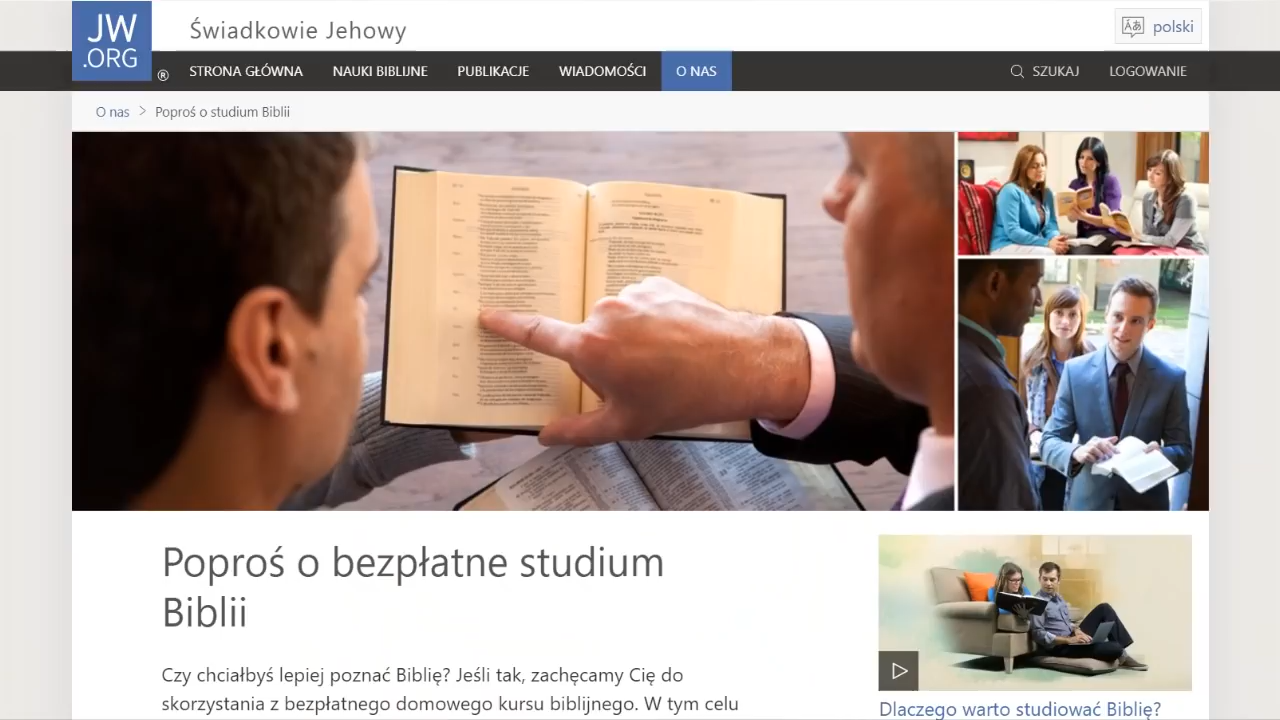 JW
.ORG
®
Świadkowie Jehowy
polski
STRONA GŁÓWNA
NAUKI BIBLIJNE
PUBLIKACJE
WIADOMOŚCI
O NAS
SZUKAJ
LOGOWANIE
O nas > Poproś o studium Biblii
Poproś o bezpłatne studium
Biblii
Czy chciałbyś lepiej poznać Biblię? Jeśli tak, zachęcamy Cię do
skorzystania z bezpłatnego domowego kursu biblijnego. W tym celu
Dlaczego warto studiować Biblię?